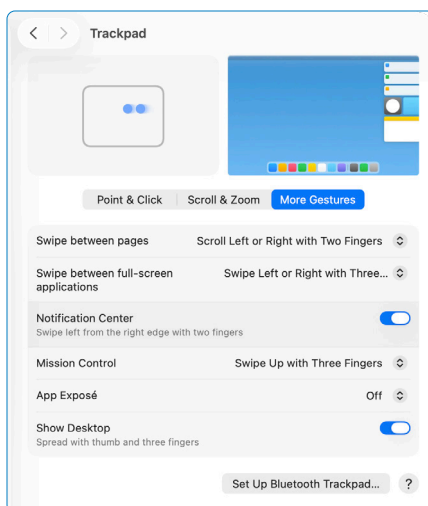 Trackpad
Point & Click Scroll & Zoom More Gestures
Swipe between pages Scroll Left or Right with Two Fingers
Swipe between full-screen Swipe Left or Right with Three...
applications
Notification Center
Swipe left from the right edge with two fingers
Mission Control Swipe Up with Three Fingers
App Exposé Off
Show Desktop
Spread with thumb and three fingers
Set Up Bluetooth Trackpad... ?